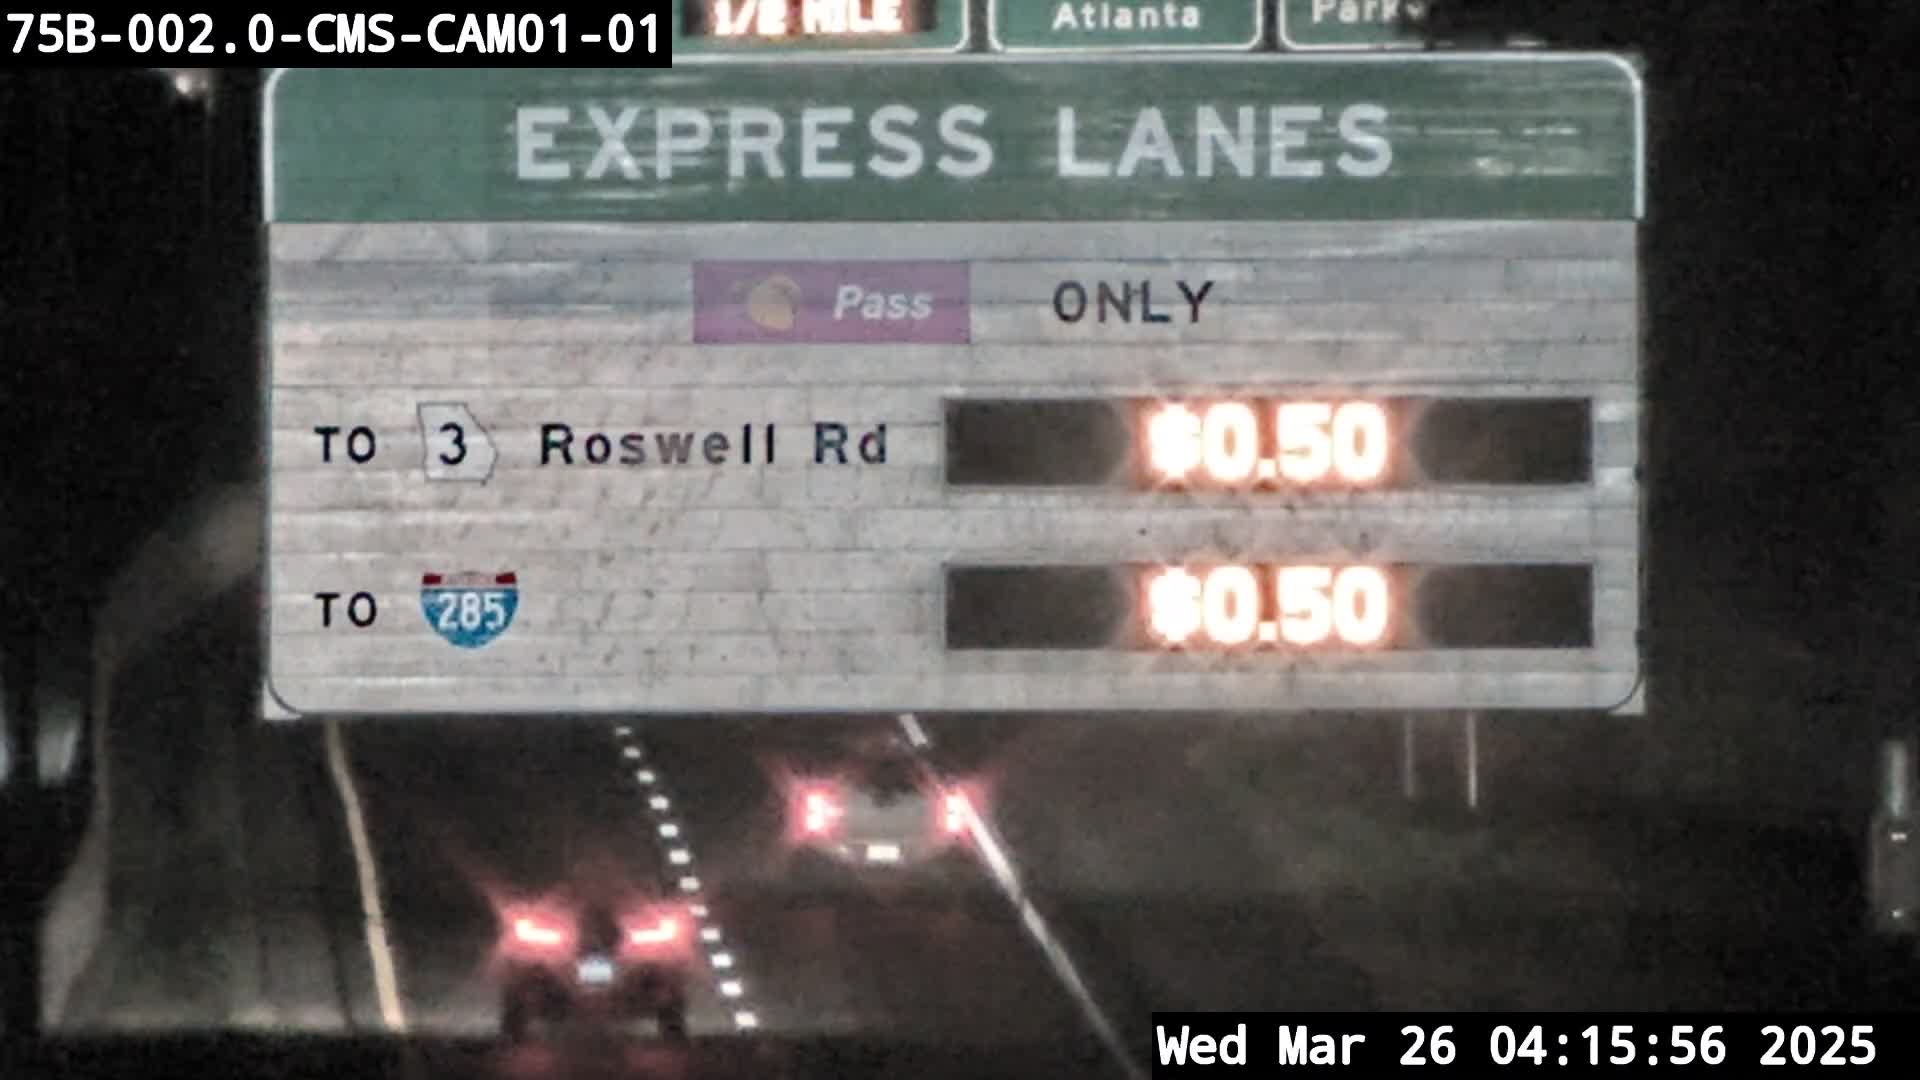 75B-002.0-CMS-CAM01-01
1/2 MILE
Atlanta
EXPRESS LANES
Pass ONLY
TO 3 Roswell Rd $0.50
TO 285 $0.50
Wed Mar 26 04:15:56 2025